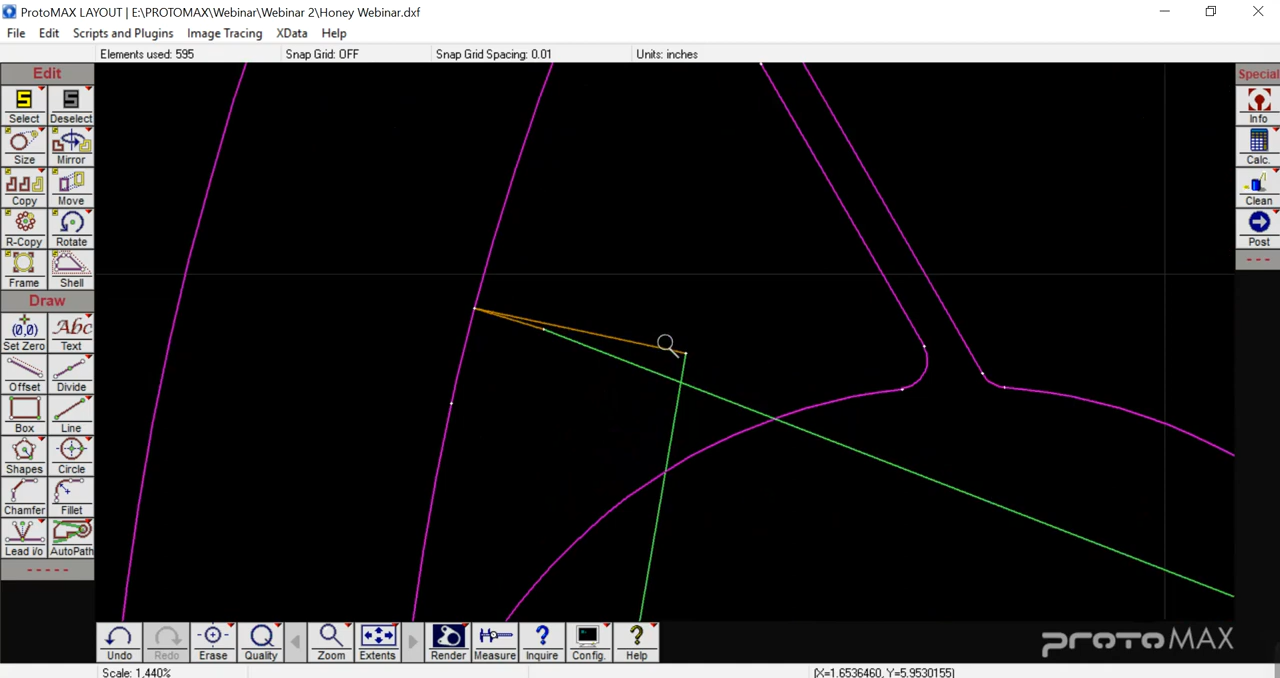 ProtoMAX LAYOUT | E:\PROTOMAX\Webinar\Webinar 2\Honey Webinar.dxf
File Edit Scripts and Plugins Image Tracing XData Help
Elements used: 595 Snap Grid: OFF Snap Grid Spacing: 0.01 Units: inches
Edit
Select Deselect
Size Mirror
Copy Move
R-Copy Rotate
Frame Shell
Draw
(0,0) Abc
Set Zero Text
Offset Divide
Box Line
Shapes Circle
Chamfer Fillet
Lead i/o AutoPath
Special
Info
Calc.
Clean
Post
Undo Redo Erase Quality Zoom Extents Render Measure Inquire Config. Help
PROTOMAX
Scale: 1,440% (X=1.6536460, Y=5.9530155)